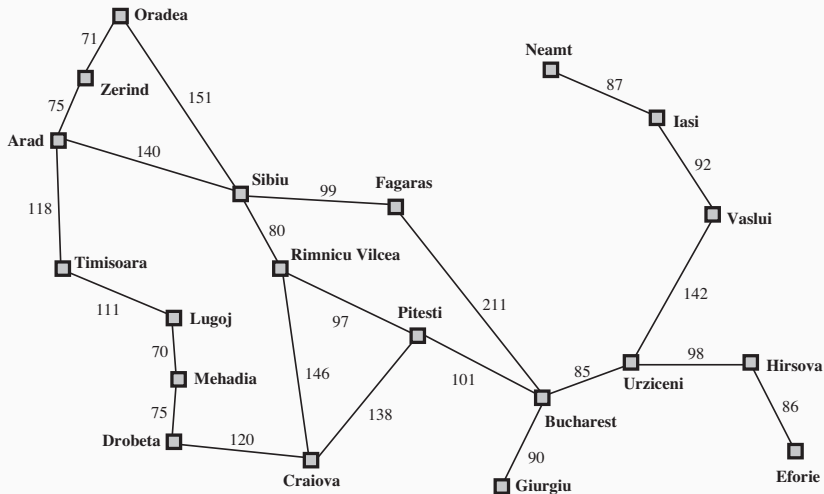 Oradea
71
Neamt
Zerind
87
75
151
Iasi
Arad
140
92
Sibiu
Fagaras
99
118
Vaslui
80
Timisoara
Rimnicu Vilcea
142
111
Lugoj
Pitesti
211
97
70
98
Hirsova
Mehadia
146
101
85
Urziceni
75
138
Bucharest
86
Drobeta
120
90
Craiova
Giurgiu
Eforie